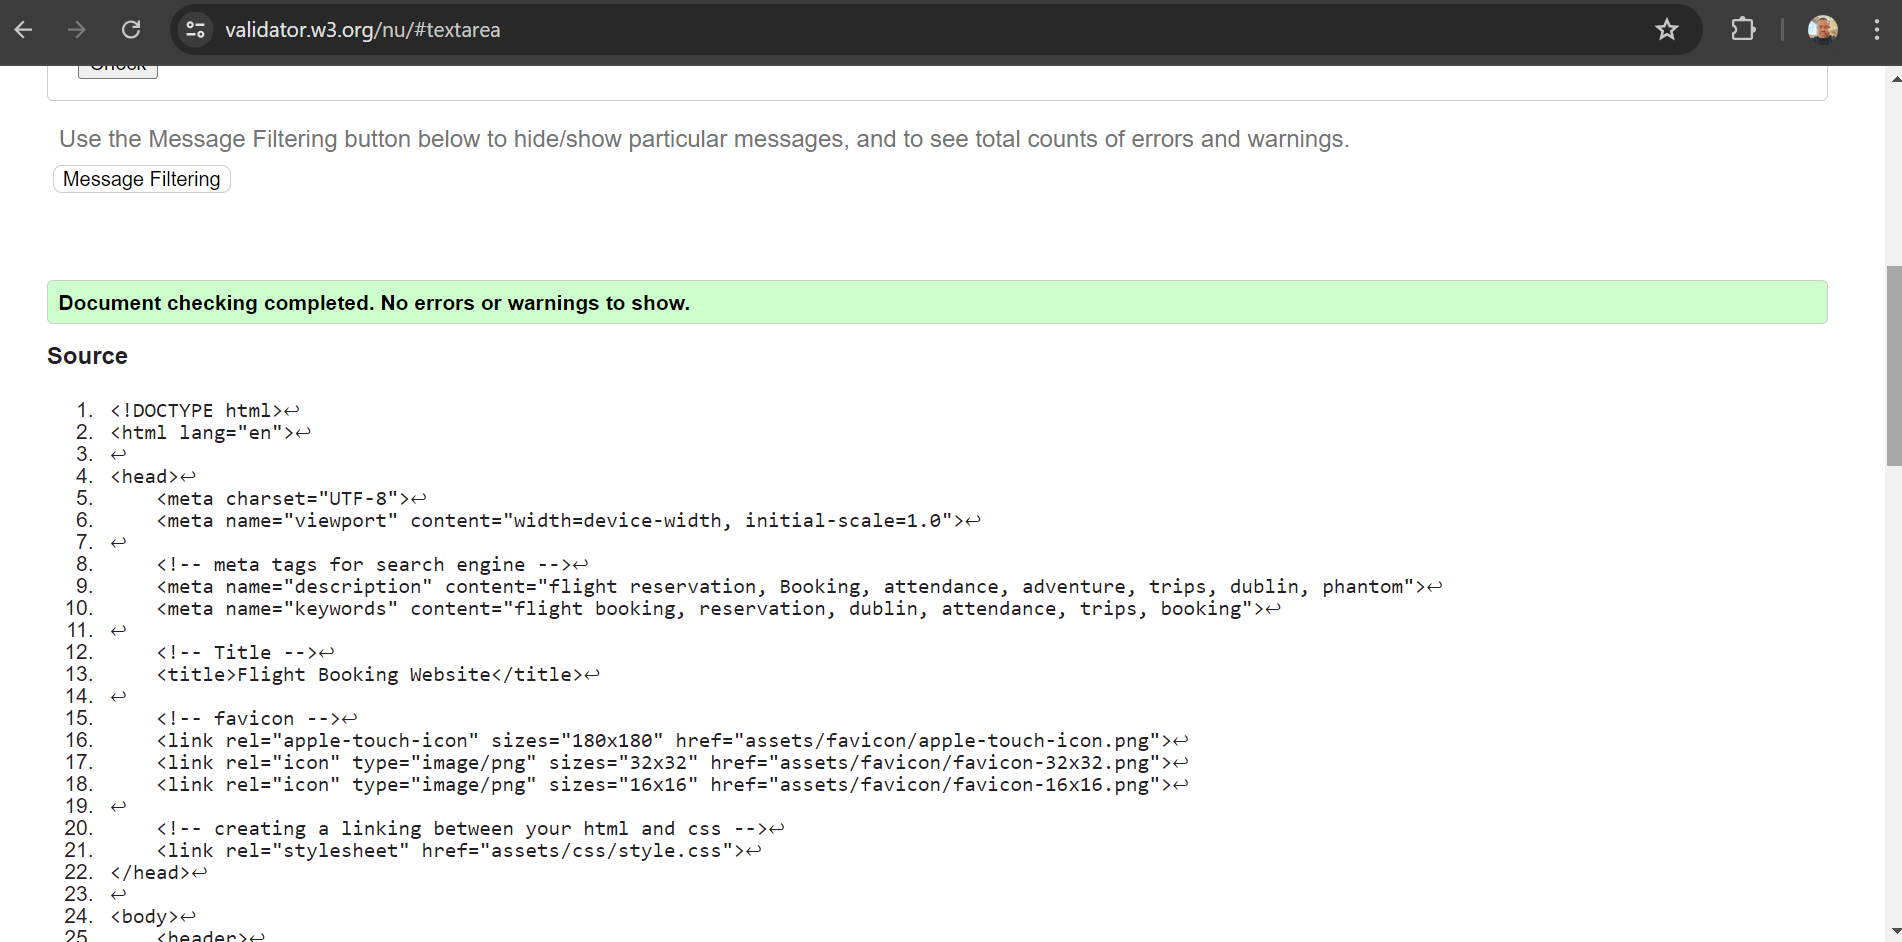 validator.w3.org/nu/#textarea
Check
Use the Message Filtering button below to hide/show particular messages, and to see total counts of errors and warnings.
Message Filtering
Document checking completed. No errors or warnings to show.
Source
1. <!DOCTYPE html>↩
2. <html lang="en">↩
3. ↩
4. <head>↩
5.     <meta charset="UTF-8">↩
6.     <meta name="viewport" content="width=device-width, initial-scale=1.0">↩
7. ↩
8.     <!-- meta tags for search engine -->↩
9.     <meta name="description" content="flight reservation, Booking, attendance, adventure, trips, dublin, phantom">↩
10.     <meta name="keywords" content="flight booking, reservation, dublin, attendance, trips, booking">↩
11. ↩
12.     <!-- Title -->↩
13.     <title>Flight Booking Website</title>↩
14. ↩
15.     <!-- favicon -->↩
16.     <link rel="apple-touch-icon" sizes="180x180" href="assets/favicon/apple-touch-icon.png">↩
17.     <link rel="icon" type="image/png" sizes="32x32" href="assets/favicon/favicon-32x32.png">↩
18.     <link rel="icon" type="image/png" sizes="16x16" href="assets/favicon/favicon-16x16.png">↩
19. ↩
20.     <!-- creating a linking between your html and css -->↩
21.     <link rel="stylesheet" href="assets/css/style.css">↩
22. </head>↩
23. ↩
24. <body>↩
25.     <header>↩